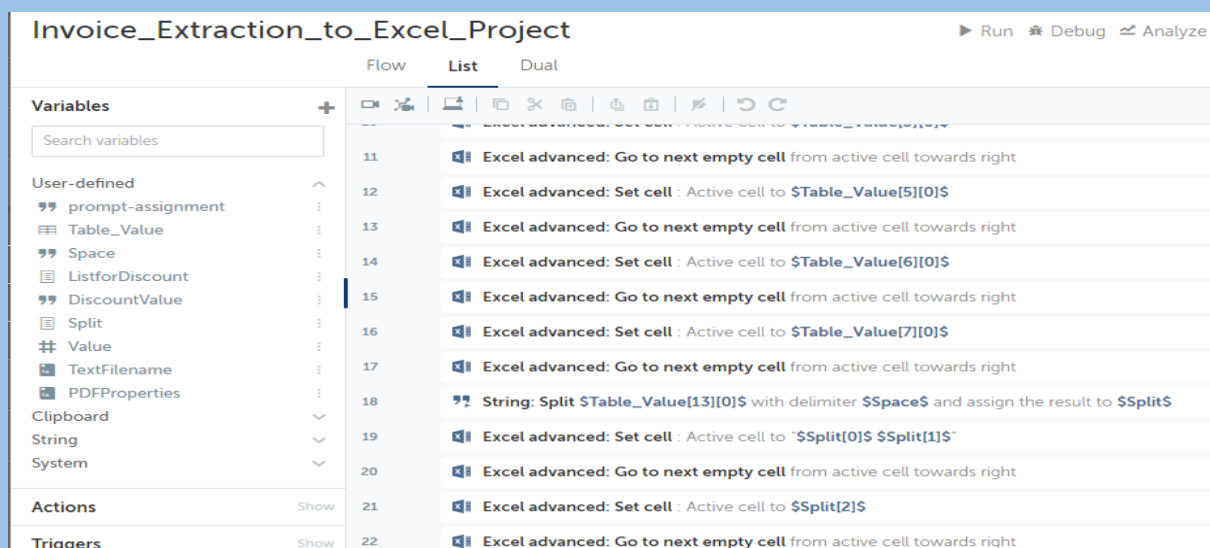 Invoice_Extraction_to_Excel_Project
Run Debug Analyze
Flow List Dual
Variables
Search variables
User-defined
prompt-assignment
Table_Value
Space
ListforDiscount
DiscountValue
Split
Value
TextFilename
PDFProperties
Clipboard
String
System
Actions Show
Triggers Show
11 Excel advanced: Go to next empty cell from active cell towards right
12 Excel advanced: Set cell : Active cell to $Table_Value[5][0]$
13 Excel advanced: Go to next empty cell from active cell towards right
14 Excel advanced: Set cell : Active cell to $Table_Value[6][0]$
15 Excel advanced: Go to next empty cell from active cell towards right
16 Excel advanced: Set cell : Active cell to $Table_Value[7][0]$
17 Excel advanced: Go to next empty cell from active cell towards right
18 String: Split $Table_Value[13][0]$ with delimiter $Space$ and assign the result to $Split$
19 Excel advanced: Set cell : Active cell to "$Split[0]$ $Split[1]$"
20 Excel advanced: Go to next empty cell from active cell towards right
21 Excel advanced: Set cell : Active cell to $Split[2]$
22 Excel advanced: Go to next empty cell from active cell towards right